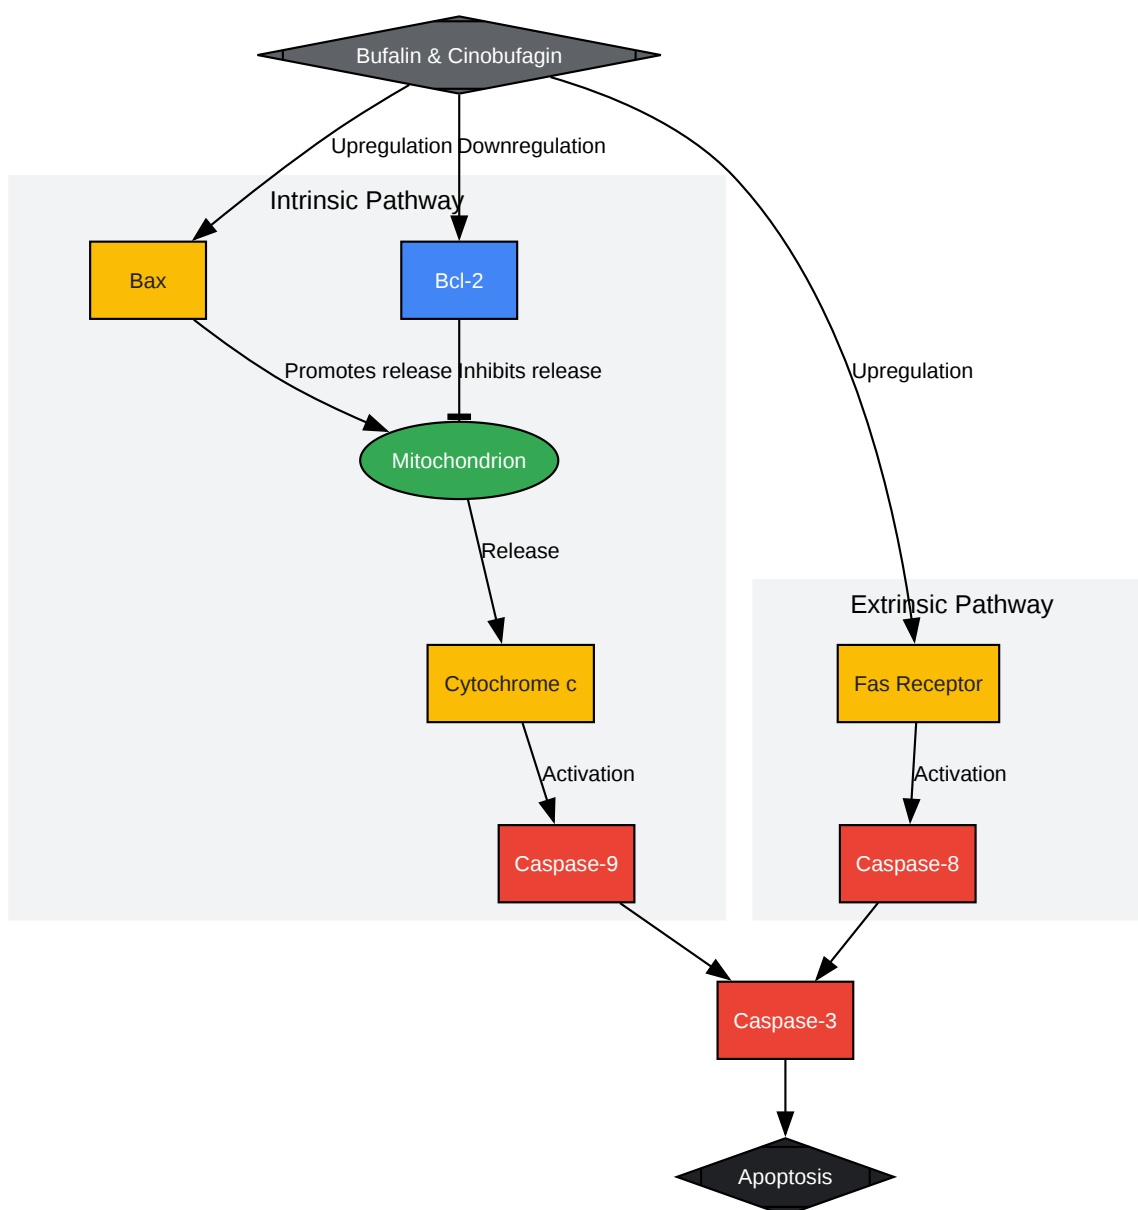 Bufalin & Cinobufagin
Upregulation
Downregulation
Intrinsic Pathway
Bax
Bcl-2
Promotes release
Inhibits release
Upregulation
Mitochondrion
Release
Extrinsic Pathway
Cytochrome c
Fas Receptor
Activation
Activation
Caspase-9
Caspase-8
Caspase-3
Apoptosis